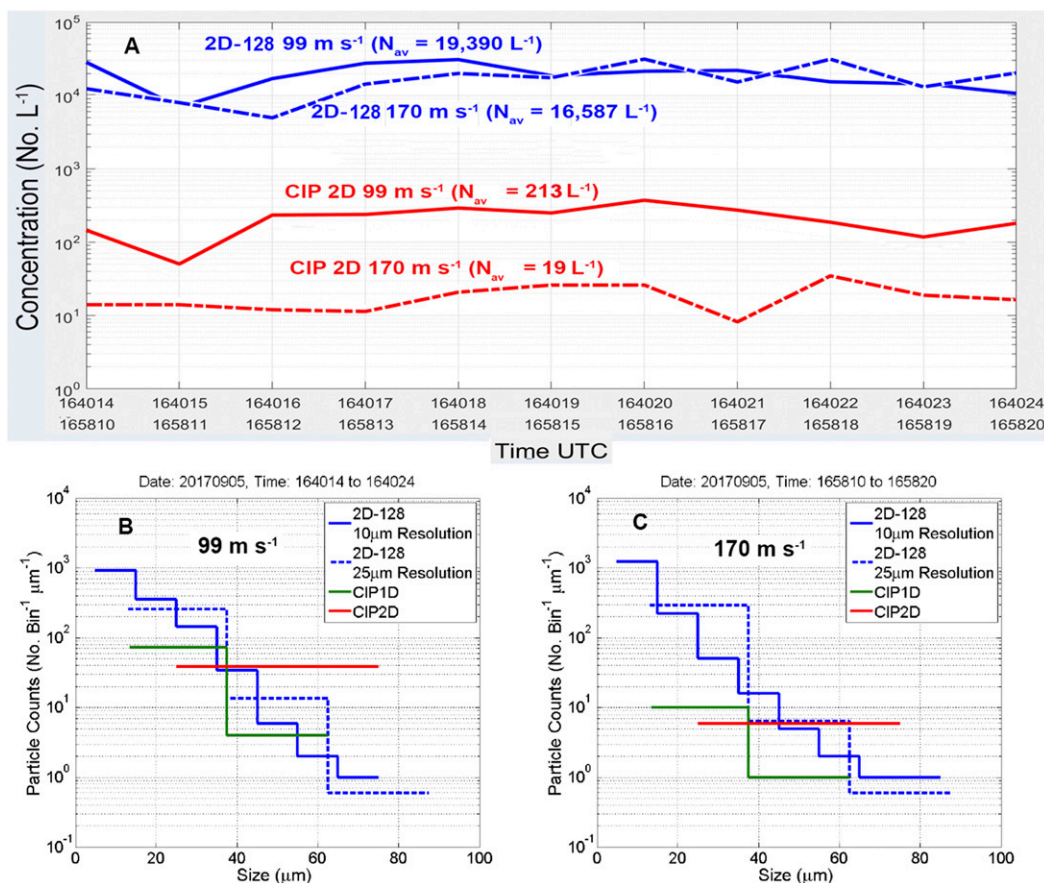 A
10⁵
10⁴
10³
10²
10¹
10⁰
Concentration (No. L⁻¹)
2D-128 99 m s⁻¹ (Nav = 19,390 L⁻¹)
2D-128 170 m s⁻¹ (Nav = 16,587 L⁻¹)
CIP 2D 99 m s⁻¹ (Nav = 213 L⁻¹)
CIP 2D 170 m s⁻¹ (Nav = 19 L⁻¹)
164014 164015 164016 164017 164018 164019 164020 164021 164022 164023 164024
165810 165811 165812 165813 165814 165815 165816 165817 165818 165819 165820
Time UTC
Date: 20170905, Time: 164014 to 164024
B
99 m s⁻¹
2D-128
10μm Resolution
2D-128
25μm Resolution
CIP1D
CIP2D
10⁴
10³
10²
10¹
10⁰
10⁻¹
Particle Counts (No. Bin⁻¹ μm⁻¹)
0 20 40 60 80 100
Size (μm)
Date: 20170905, Time: 165810 to 165820
C
170 m s⁻¹
2D-128
10μm Resolution
2D-128
25μm Resolution
CIP1D
CIP2D
10⁴
10³
10²
10¹
10⁰
10⁻¹
Particle Counts (No. Bin⁻¹ μm⁻¹)
0 20 40 60 80 100
Size (μm)